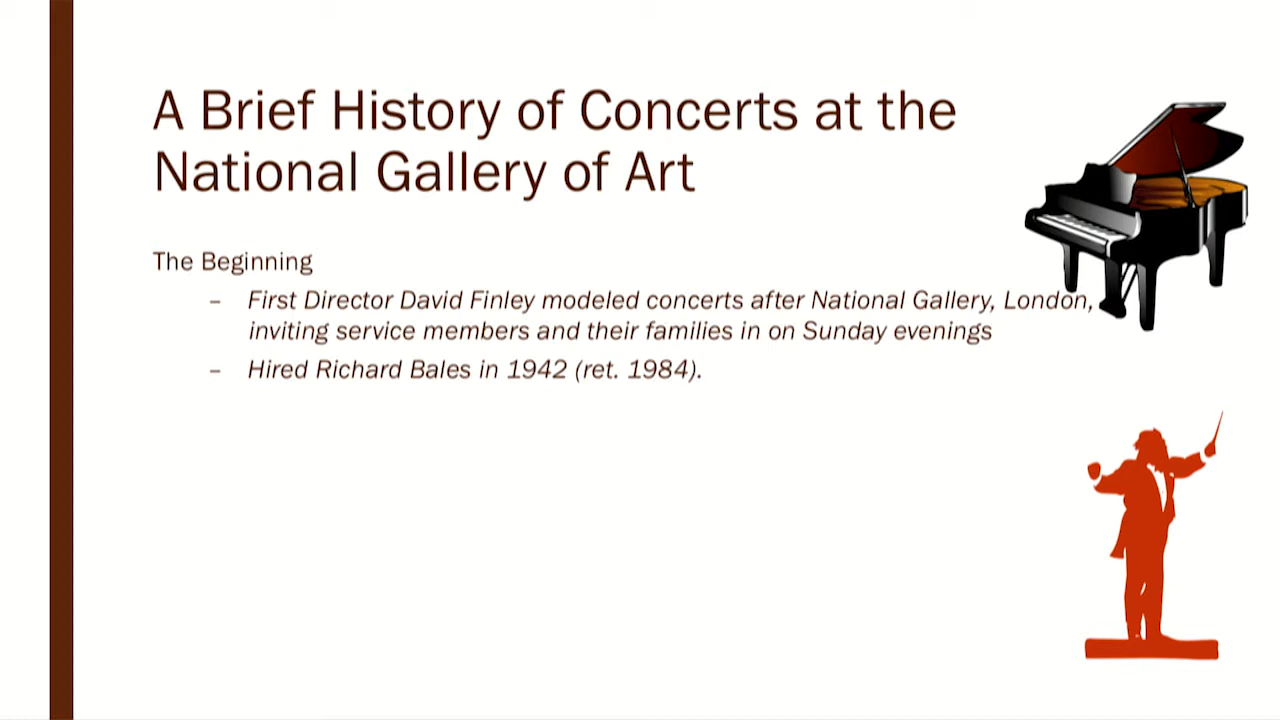 A Brief History of Concerts at the
National Gallery of Art
The Beginning
– First Director David Finley modeled concerts after National Gallery, London,
inviting service members and their families in on Sunday evenings
– Hired Richard Bales in 1942 (ret. 1984).